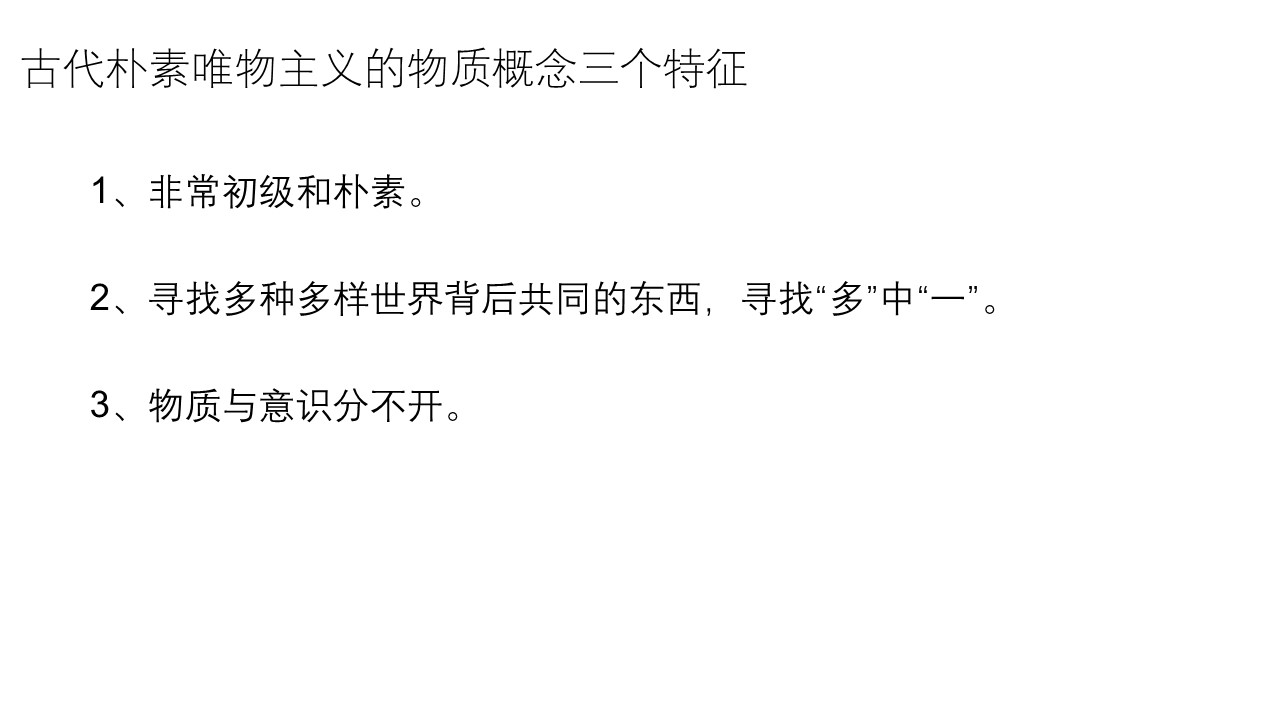 古代朴素唯物主义的物质概念三个特征
1、非常初级和朴素。
2、寻找多种多样世界背后共同的东西，寻找“多”中“一”。
3、物质与意识分不开。